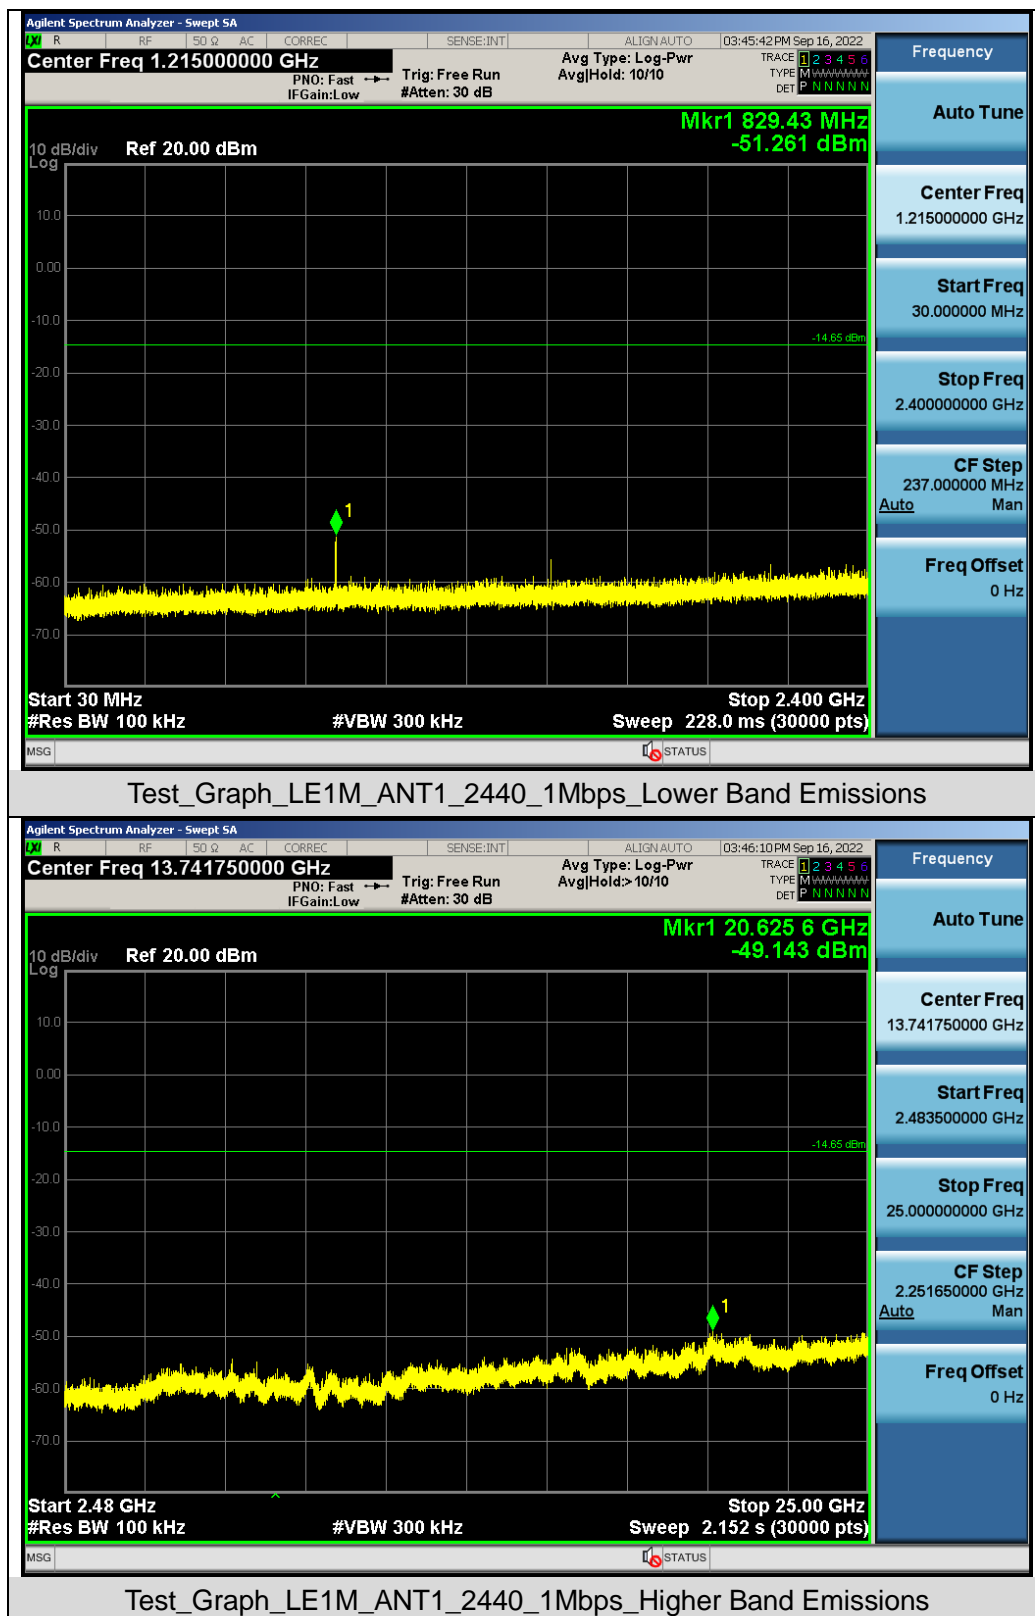 Agilent Spectrum Analyzer - Swept SA
LXI R RF 50 Ω AC CORREC SENSE:INT ALIGN AUTO 03:45:42 PM Sep 16, 2022
Center Freq 1.215000000 GHz
PNO: Fast
IFGain:Low
Trig: Free Run
#Atten: 30 dB
Avg Type: Log-Pwr
Avg|Hold: 10/10
TRACE 1 2 3 4 5 6
TYPE M WWWWW
DET P N N N N N
Frequency
Auto Tune
Center Freq
1.215000000 GHz
Start Freq
30.000000 MHz
Stop Freq
2.400000000 GHz
CF Step
237.000000 MHz
Auto Man
Freq Offset
0 Hz
Mkr1 829.43 MHz
-51.261 dBm
10 dB/div Ref 20.00 dBm
Log
10.0
0.00
-10.0
-14.65 dBm
-20.0
-30.0
-40.0
1
-50.0
-60.0
-70.0
Start 30 MHz Stop 2.400 GHz
#Res BW 100 kHz #VBW 300 kHz Sweep 228.0 ms (30000 pts)
MSG STATUS
Test_Graph_LE1M_ANT1_2440_1Mbps_Lower Band Emissions
Agilent Spectrum Analyzer - Swept SA
LXI R RF 50 Ω AC CORREC SENSE:INT ALIGN AUTO 03:46:10 PM Sep 16, 2022
Center Freq 13.741750000 GHz
PNO: Fast
IFGain:Low
Trig: Free Run
#Atten: 30 dB
Avg Type: Log-Pwr
Avg|Hold:>10/10
TRACE 1 2 3 4 5 6
TYPE M WWWWW
DET P N N N N N
Frequency
Auto Tune
Center Freq
13.741750000 GHz
Start Freq
2.483500000 GHz
Stop Freq
25.000000000 GHz
CF Step
2.251650000 GHz
Auto Man
Freq Offset
0 Hz
Mkr1 20.625 6 GHz
-49.143 dBm
10 dB/div Ref 20.00 dBm
Log
10.0
0.00
-10.0
-14.65 dBm
-20.0
-30.0
-40.0
1
-50.0
-60.0
-70.0
Start 2.48 GHz Stop 25.00 GHz
#Res BW 100 kHz #VBW 300 kHz Sweep 2.152 s (30000 pts)
MSG STATUS
Test_Graph_LE1M_ANT1_2440_1Mbps_Higher Band Emissions